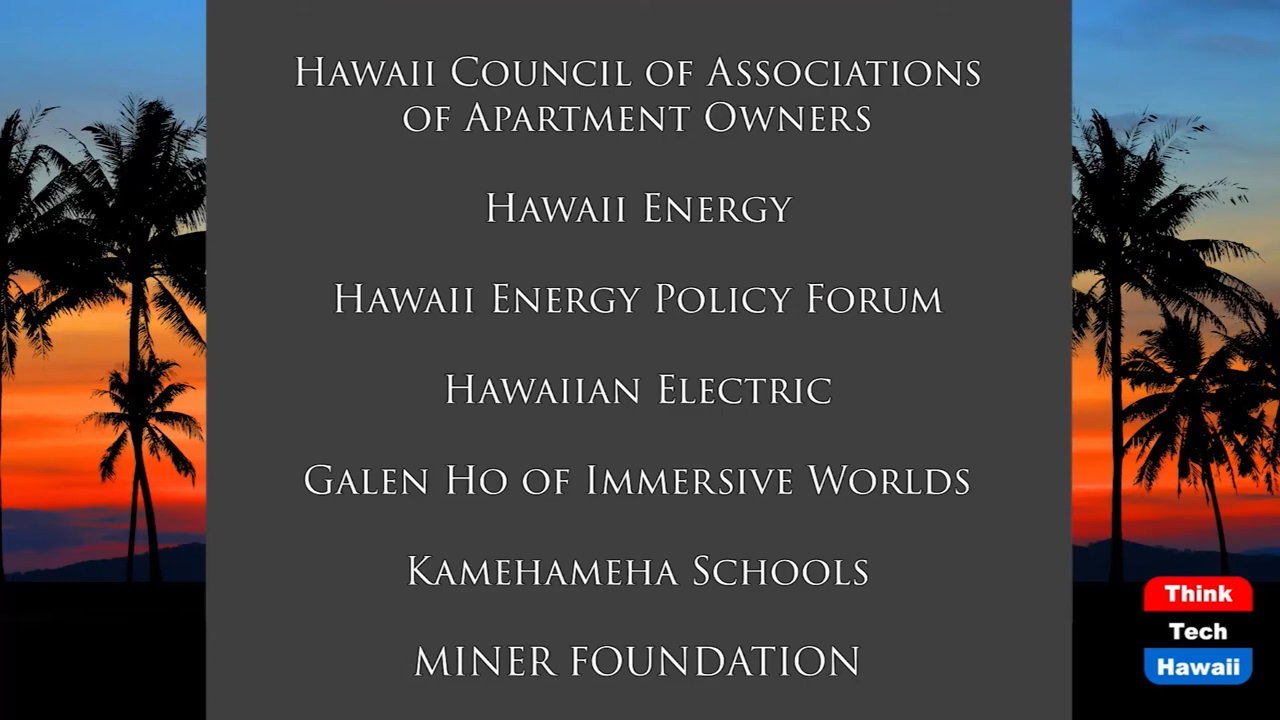 Hawaii Council of Associations
of Apartment Owners
Hawaii Energy
Hawaii Energy Policy Forum
Hawaiian Electric
Galen Ho of Immersive Worlds
Kamehameha Schools
MINER FOUNDATION
Think
Tech
Hawaii